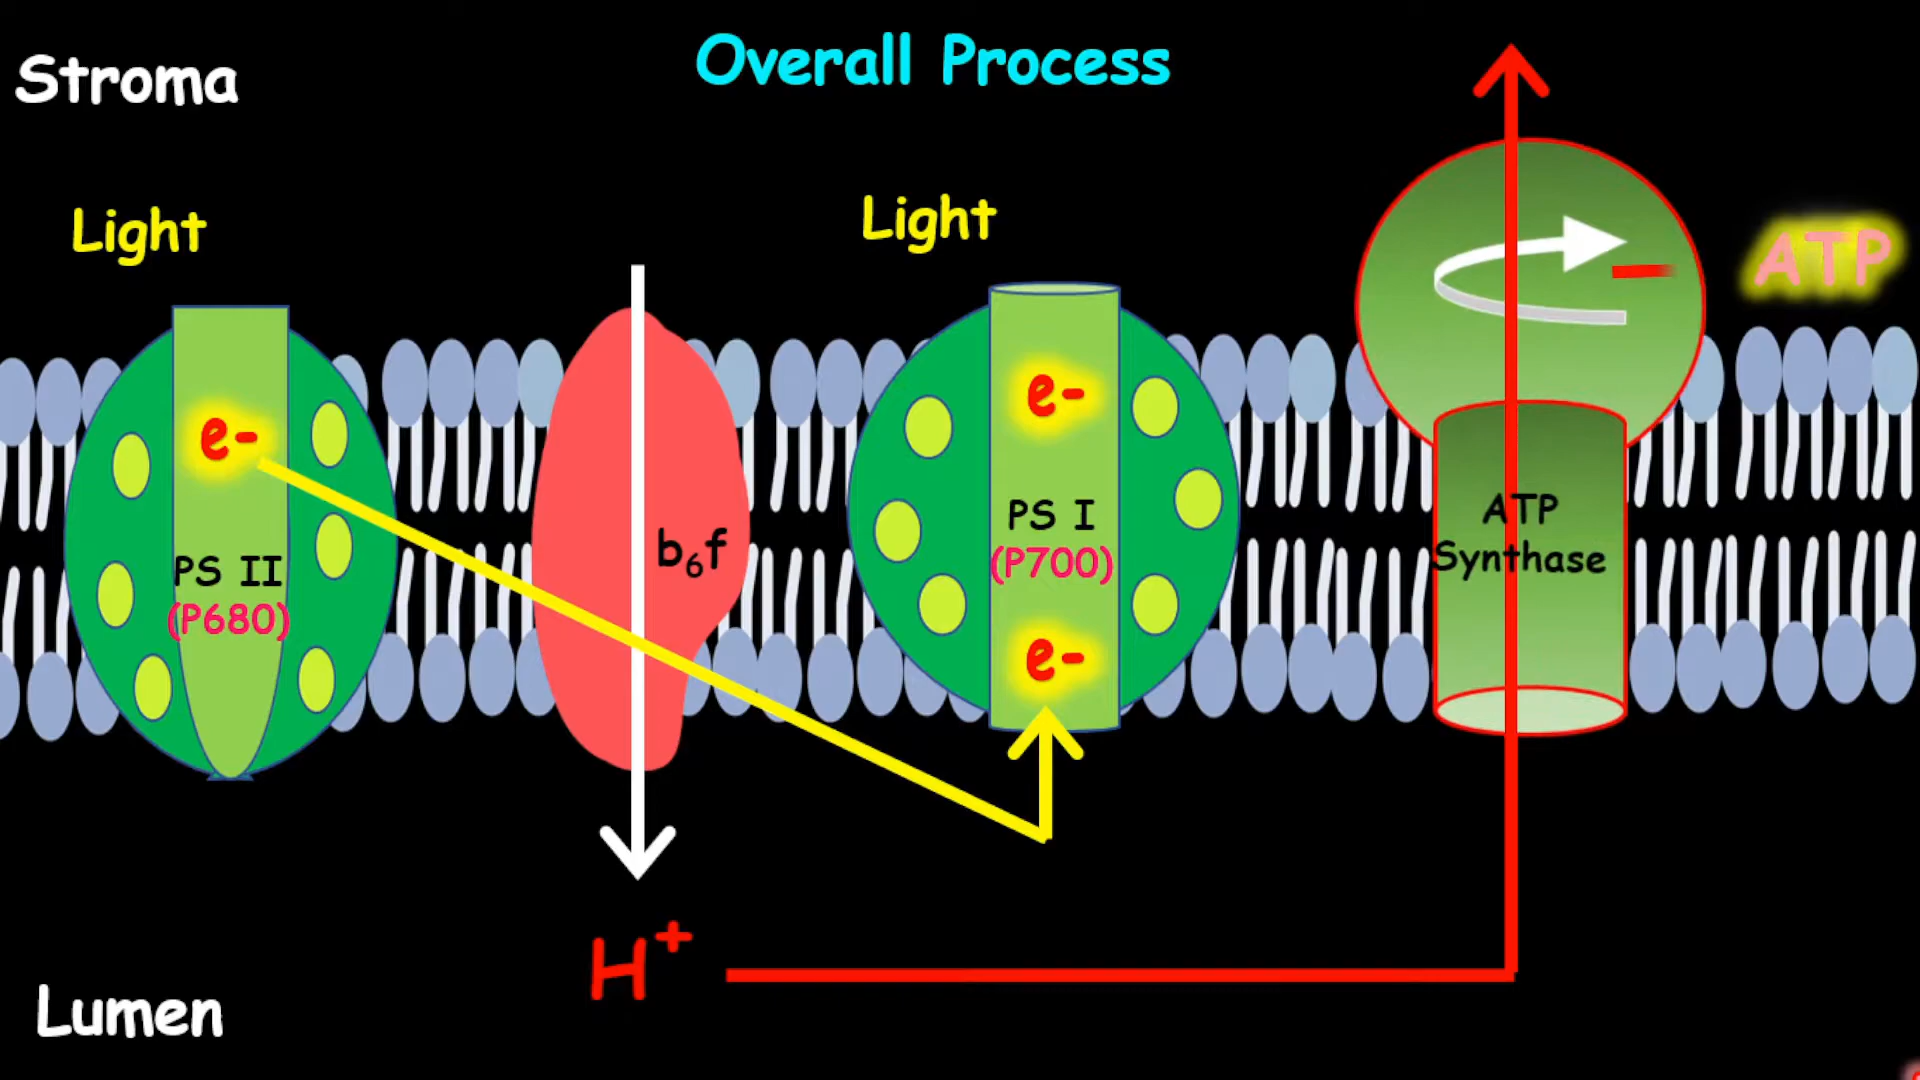 Overall Process
Stroma
Light
Light
ATP
e-
e-
PS II
(P680)
b₆f
PS I
(P700)
ATP
Synthase
e-
H⁺
Lumen